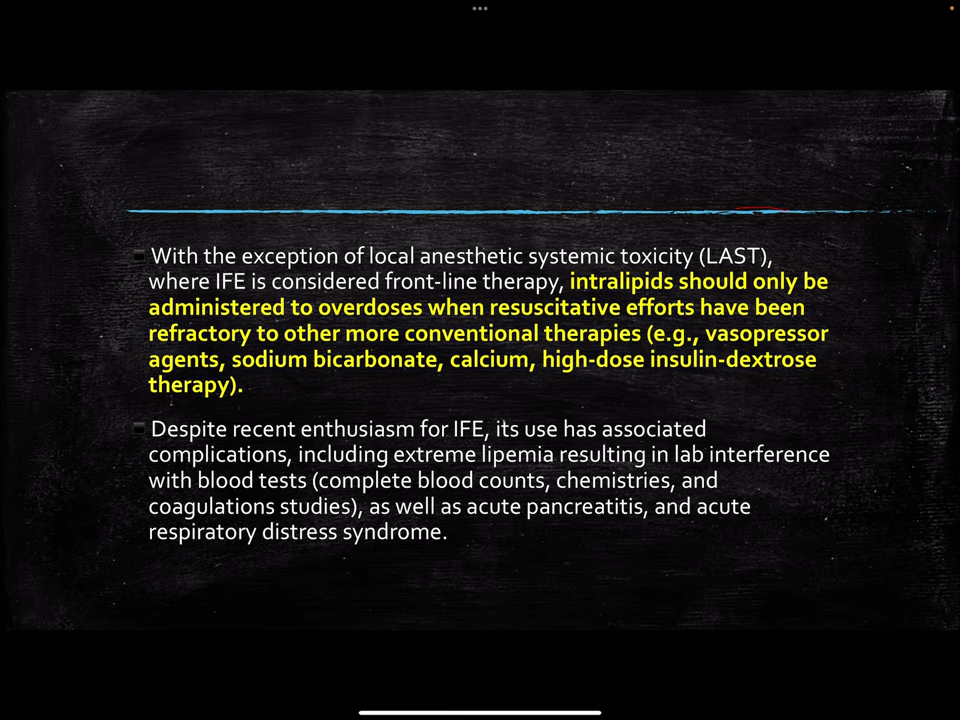 With the exception of local anesthetic systemic toxicity (LAST),
where IFE is considered front-line therapy, intralipids should only be
administered to overdoses when resuscitative efforts have been
refractory to other more conventional therapies (e.g., vasopressor
agents, sodium bicarbonate, calcium, high-dose insulin-dextrose
therapy).
Despite recent enthusiasm for IFE, its use has associated
complications, including extreme lipemia resulting in lab interference
with blood tests (complete blood counts, chemistries, and
coagulations studies), as well as acute pancreatitis, and acute
respiratory distress syndrome.